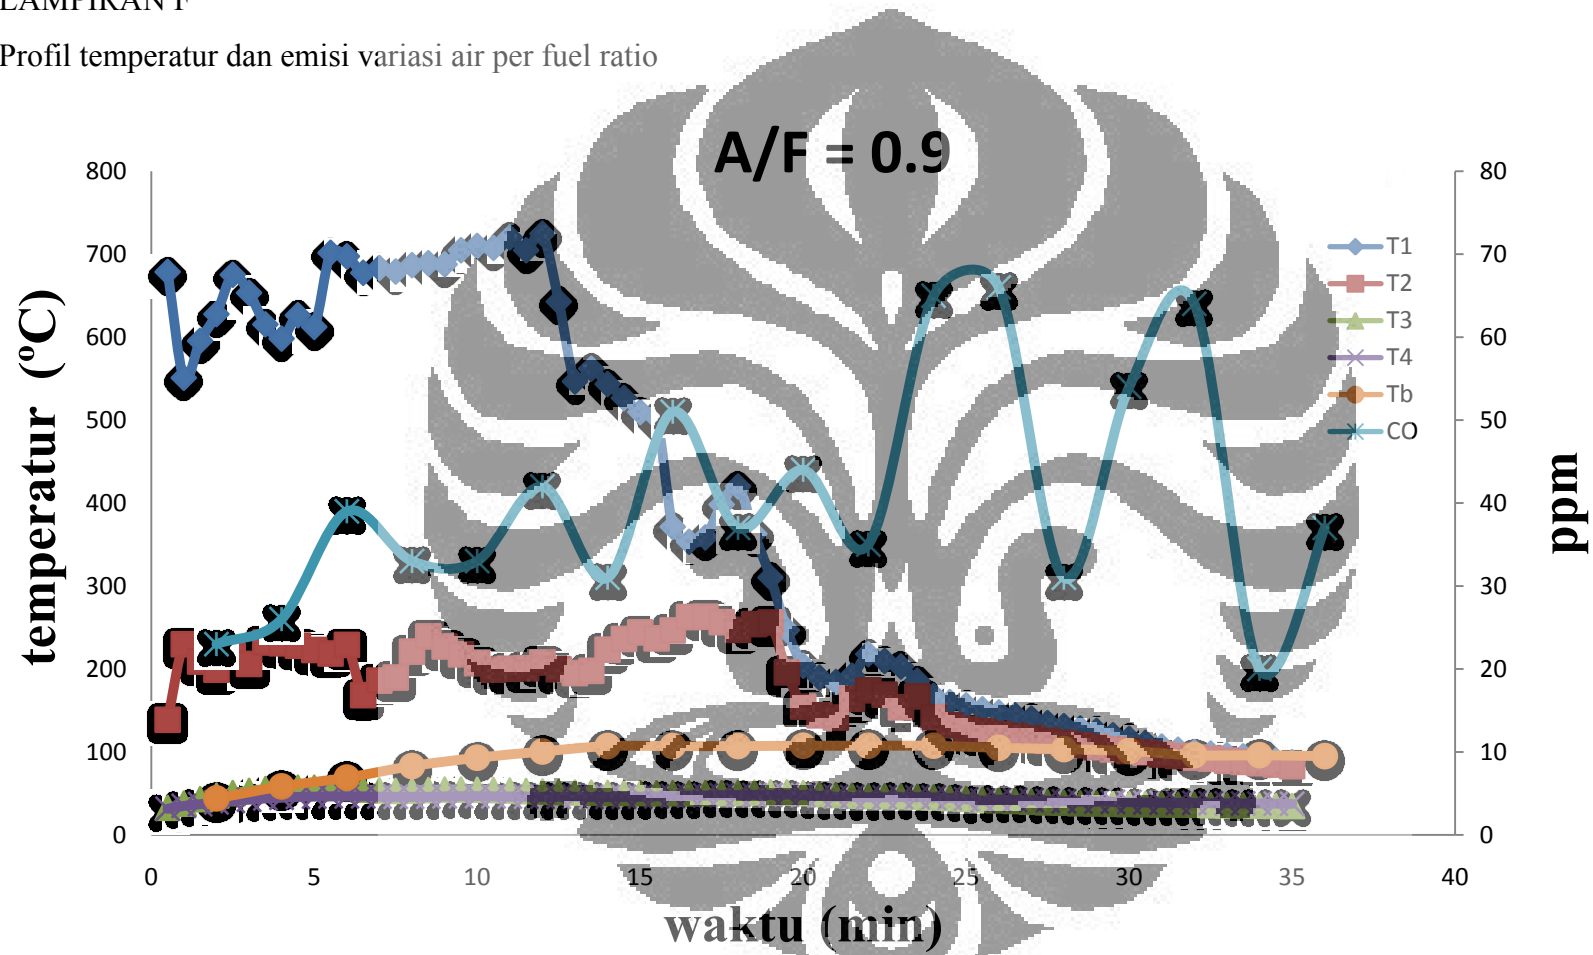 LAMPIRAN F
Profil temperatur dan emisi variasi air per fuel ratio
A/F = 0.9
800
700
600
500
400
300
200
100
0
temperatur (ºC)
80
70
60
50
40
30
20
10
0
ppm
T1
T2
T3
T4
Tb
CO
0 5 10 15 20 25 30 35 40
waktu (min)